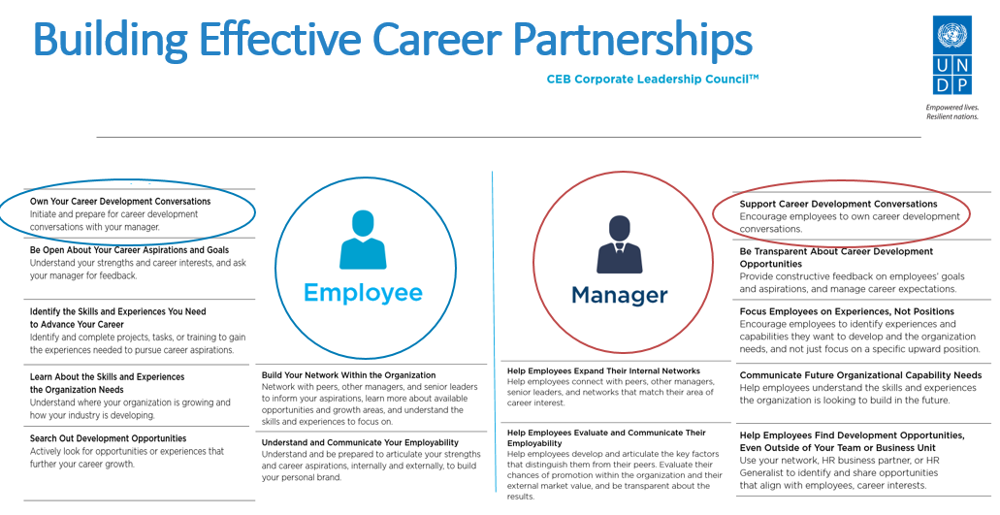 Building Effective Career Partnerships
CEB Corporate Leadership Council™
UN
DP
Empowered lives.
Resilient nations.
Own Your Career Development Conversations
Initiate and prepare for career development
conversations with your manager.
Be Open About Your Career Aspirations and Goals
Understand your strengths and career interests, and ask
your manager for feedback.
Identify the Skills and Experiences You Need
to Advance Your Career
Identify and complete projects, tasks, or training to gain
the experiences needed to pursue career aspirations.
Learn About the Skills and Experiences
the Organization Needs
Understand where your organization is growing and
how your industry is developing.
Search Out Development Opportunities
Actively look for opportunities or experiences that
further your career growth.
Employee
Build Your Network Within the Organization
Network with peers, other managers, and senior leaders
to inform your aspirations, learn more about available
opportunities and growth areas, and understand the
skills and experiences to focus on.
Understand and Communicate Your Employability
Understand and be prepared to articulate your strengths
and career aspirations, internally and externally, to build
your personal brand.
Manager
Help Employees Expand Their Internal Networks
Help employees connect with peers, other managers,
senior leaders, and networks that match their area of
career interest.
Help Employees Evaluate and Communicate Their
Employability
Help employees develop and articulate the key factors
that distinguish them from their peers. Evaluate their
chances of promotion within the organization and their
external market value, and be transparent about the
results.
Support Career Development Conversations
Encourage employees to own career development
conversations.
Be Transparent About Career Development
Opportunities
Provide constructive feedback on employees' goals
and aspirations, and manage career expectations.
Focus Employees on Experiences, Not Positions
Encourage employees to identify experiences and
capabilities they want to develop and the organization
needs, and not just focus on a specific upward position.
Communicate Future Organizational Capability Needs
Help employees understand the skills and experiences
the organization is looking to build in the future.
Help Employees Find Development Opportunities,
Even Outside of Your Team or Business Unit
Use your network, HR business partner, or HR
Generalist to identify and share opportunities
that align with employees, career interests.